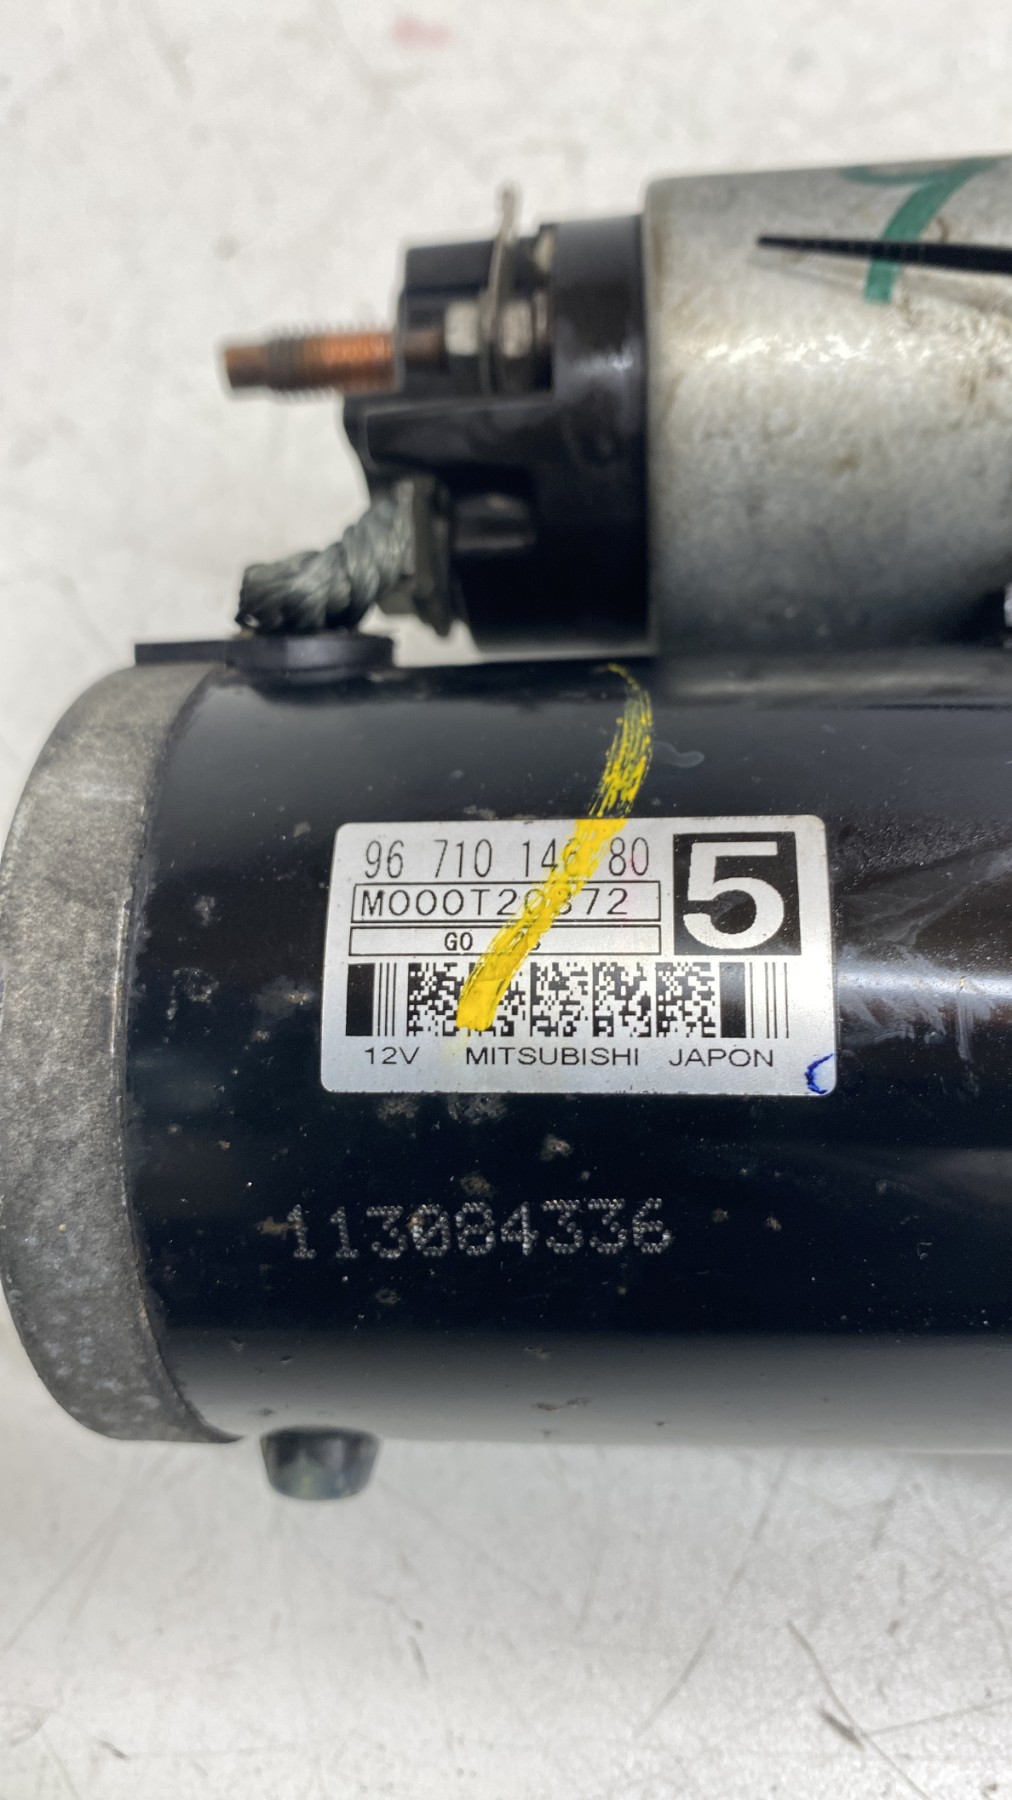 96 710 146 80
5
M000T20372
12V MITSUBISHI JAPON
113084336